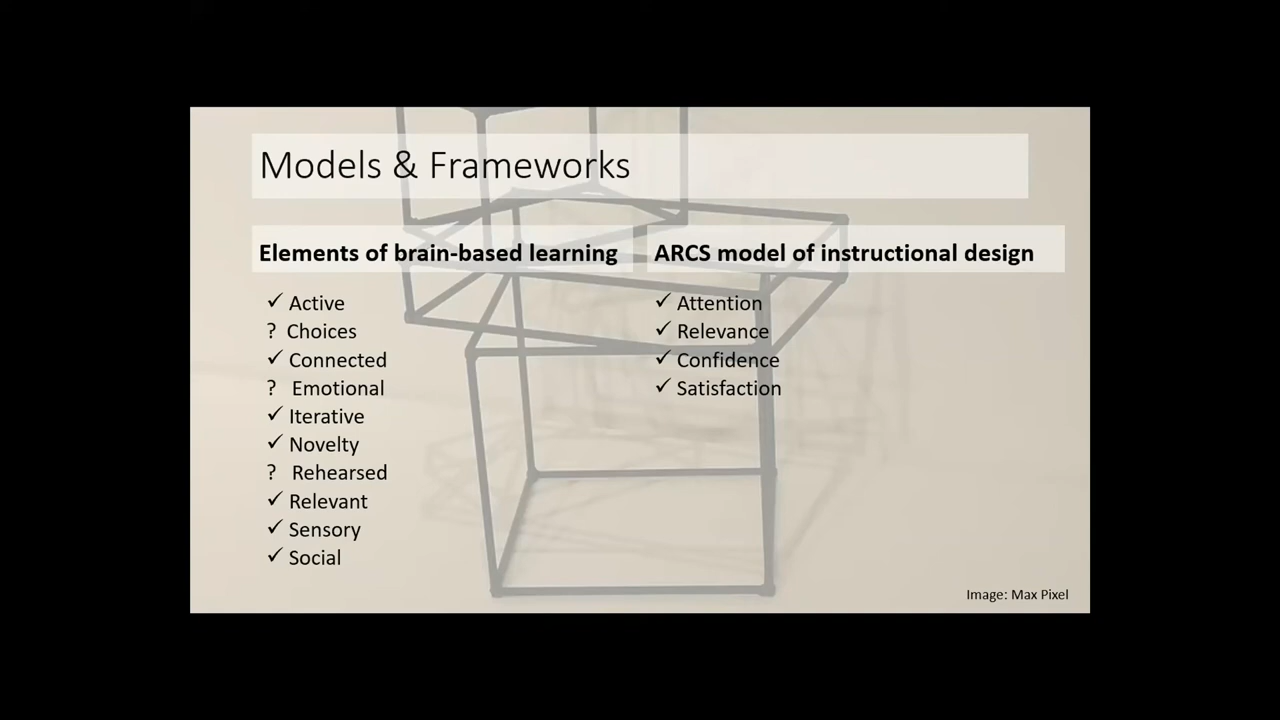 Models & Frameworks
Elements of brain-based learning
✓ Active
? Choices
✓ Connected
? Emotional
✓ Iterative
✓ Novelty
? Rehearsed
✓ Relevant
✓ Sensory
✓ Social
ARCS model of instructional design
✓ Attention
✓ Relevance
✓ Confidence
✓ Satisfaction
Image: Max Pixel